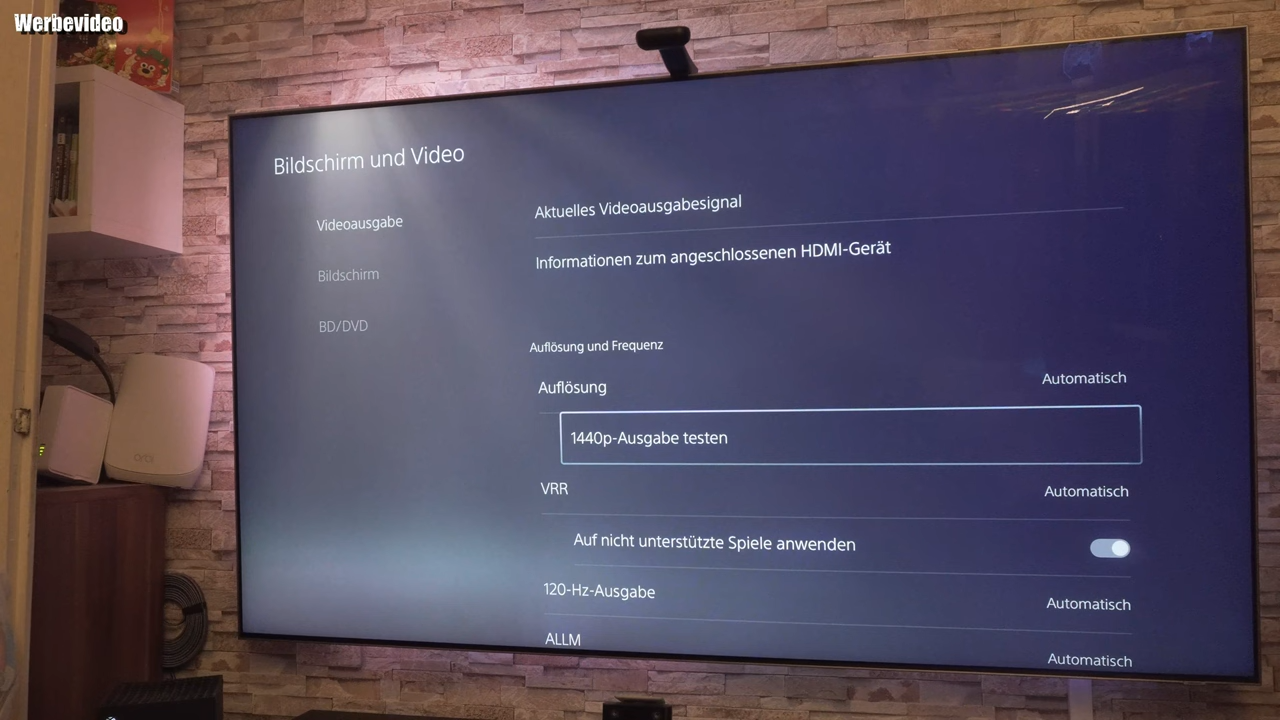 Werbevideo
Bildschirm und Video
Videoausgabe
Bildschirm
BD/DVD
Aktuelles Videoausgabesignal
Informationen zum angeschlossenen HDMI-Gerät
Auflösung und Frequenz
Auflösung Automatisch
1440p-Ausgabe testen
VRR Automatisch
Auf nicht unterstützte Spiele anwenden
120-Hz-Ausgabe Automatisch
ALLM Automatisch
orbi